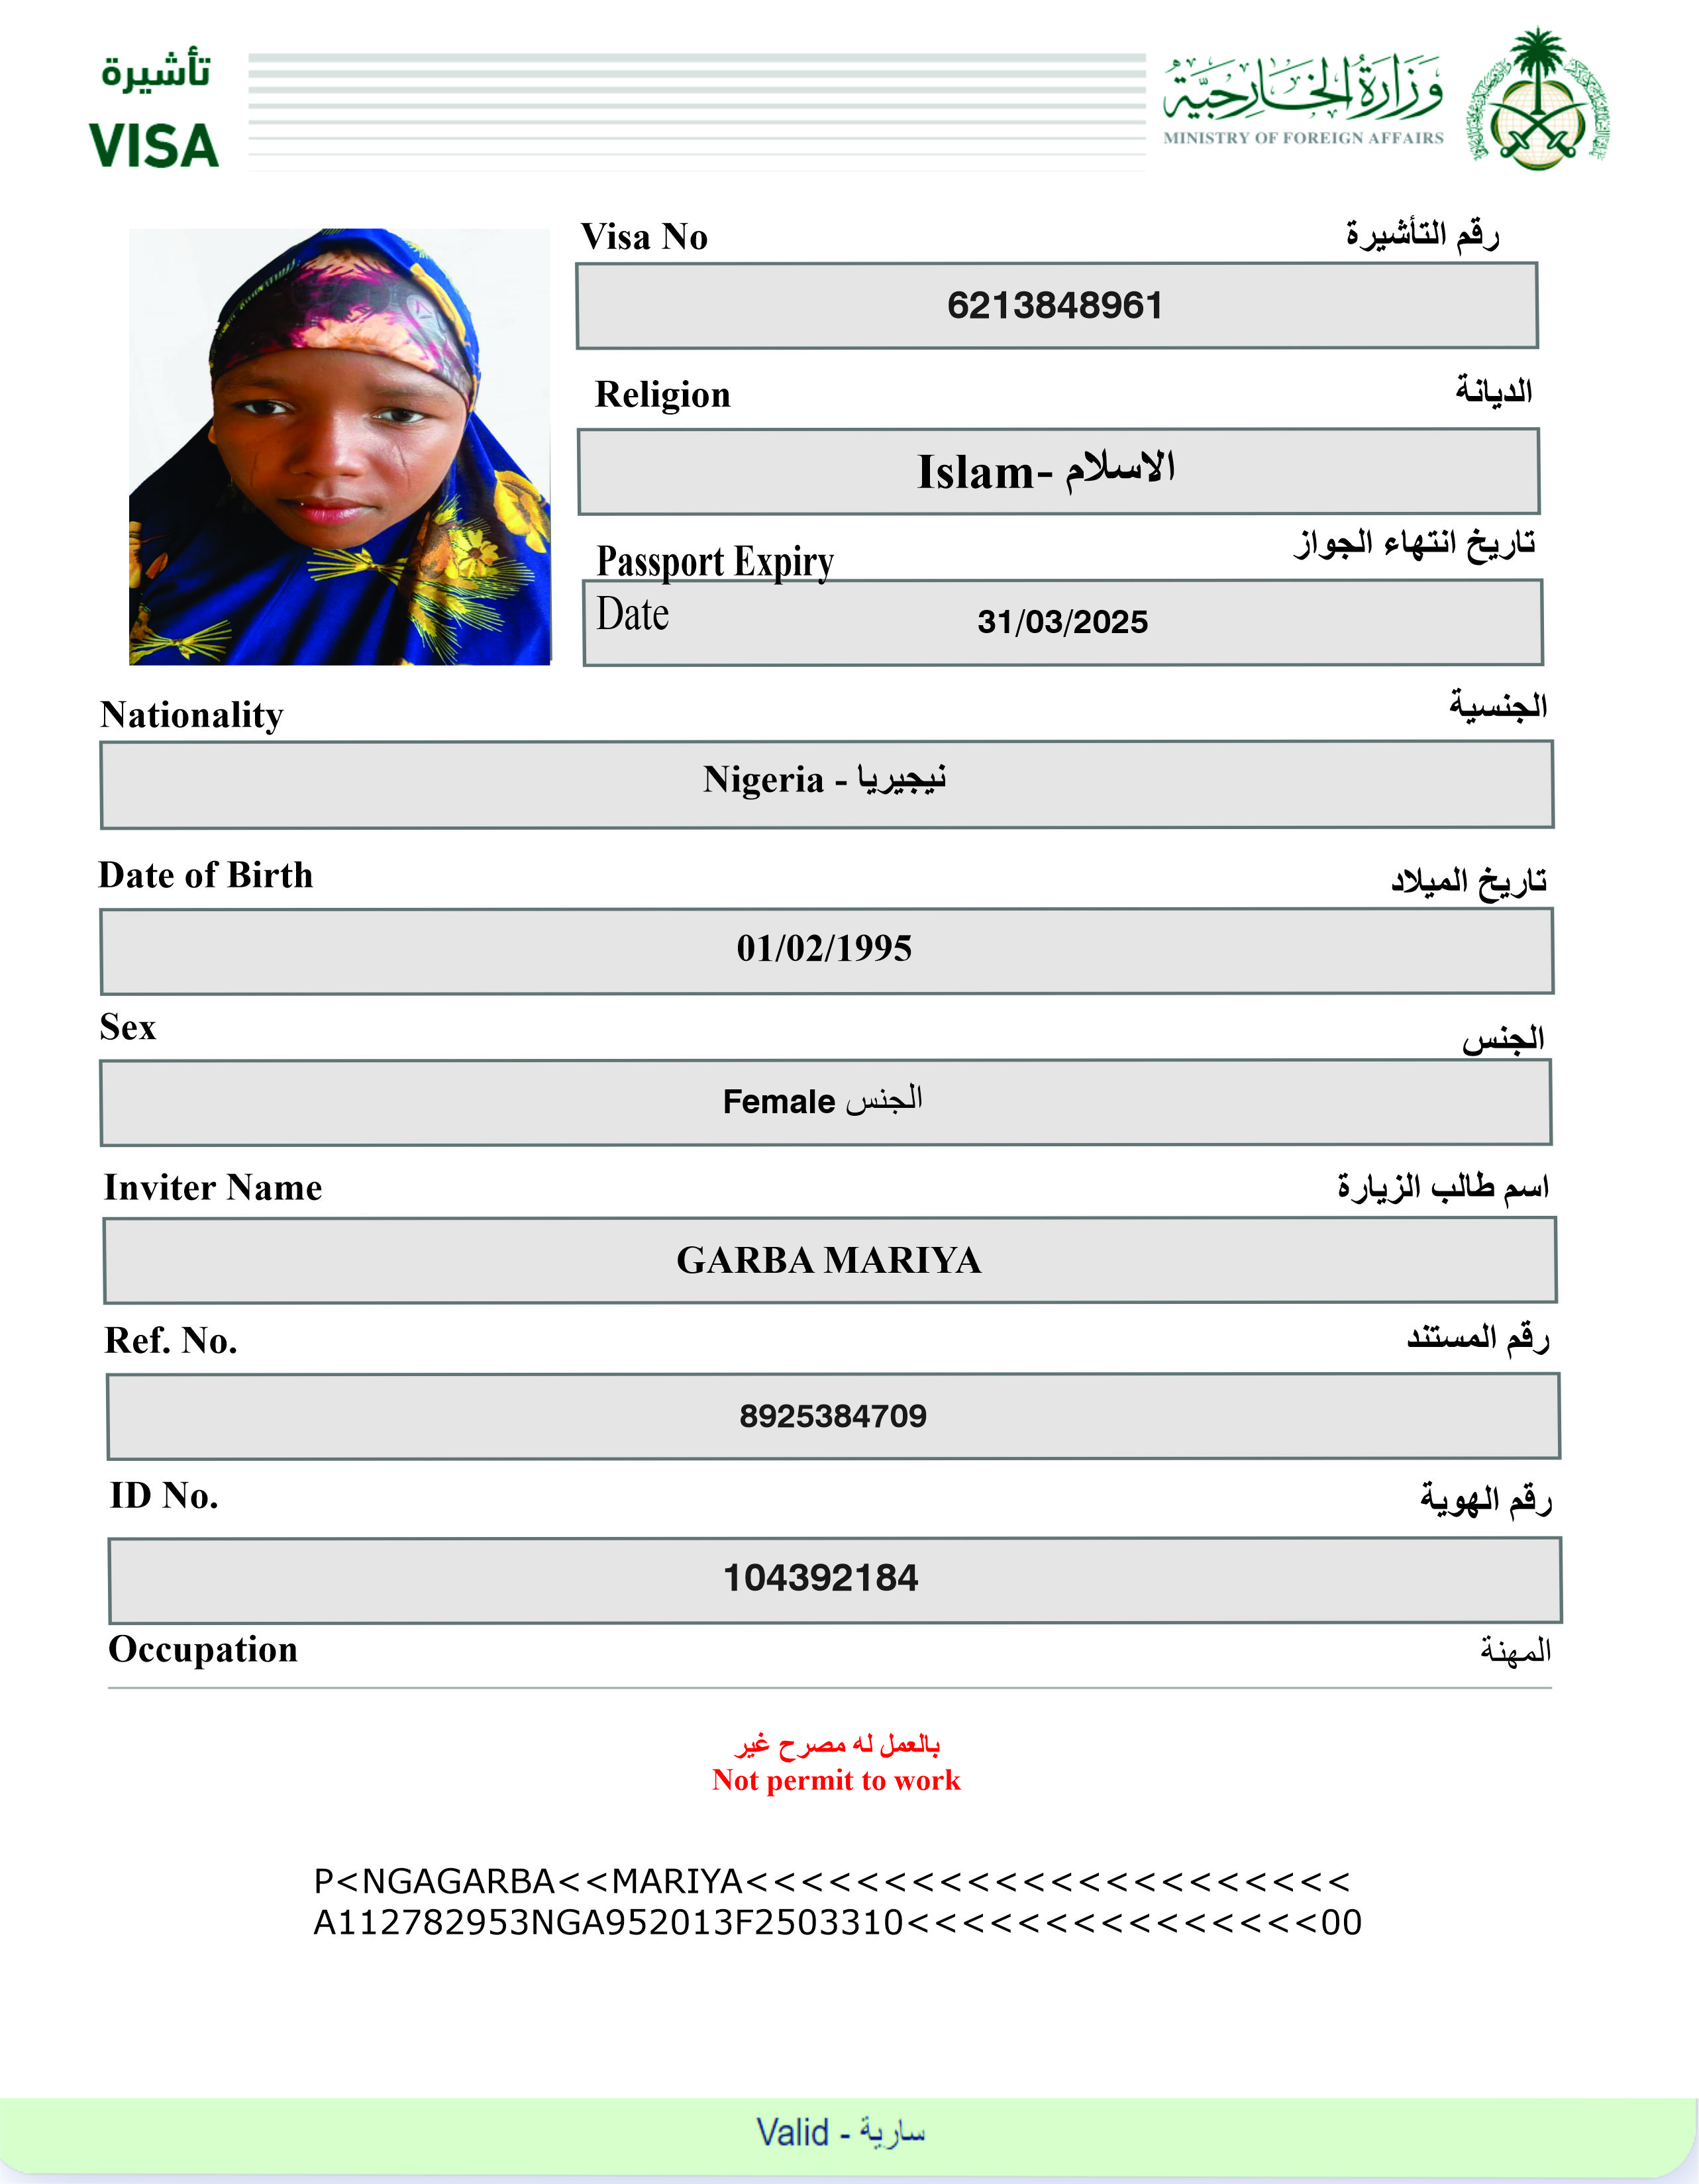 تأشيرة
VISA
وزارة الخارجية
MINISTRY OF FOREIGN AFFAIRS
Visa No رقم التأشيرة
6213848961
Religion الديانة
Islam- الاسلام
Passport Expiry تاريخ انتهاء الجواز
Date 31/03/2025
Nationality الجنسية
Nigeria - نيجيريا
Date of Birth تاريخ الميلاد
01/02/1995
Sex الجنس
Female الجنس
Inviter Name اسم طالب الزيارة
GARBA MARIYA
Ref. No. رقم المستند
8925384709
ID No. رقم الهوية
104392184
Occupation المهنة
بالعمل له مصرح غير
Not permit to work
P<NGAGARBA<<MARIYA<<<<<<<<<<<<<<<<<<<<<<
A112782953NGA952013F2503310<<<<<<<<<<<<<<<00
Valid - سارية